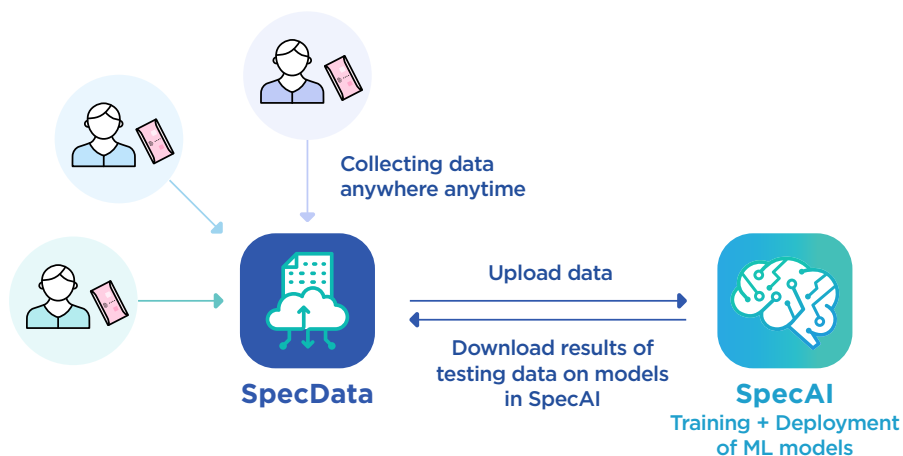 Collecting data
anywhere anytime
Upload data
Download results of
testing data on models
in SpecAI
SpecData
SpecAI
Training + Deployment
of ML models